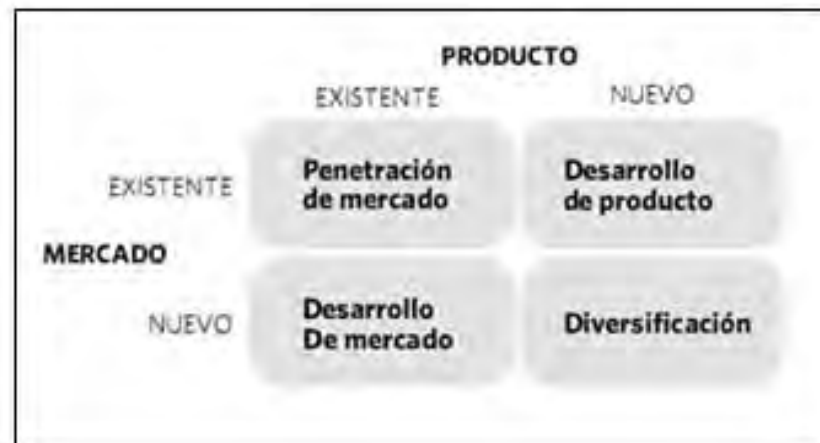 PRODUCTO
EXISTENTE NUEVO
EXISTENTE
Penetración
de mercado
Desarrollo
de producto
MERCADO
NUEVO
Desarrollo
De mercado
Diversificación